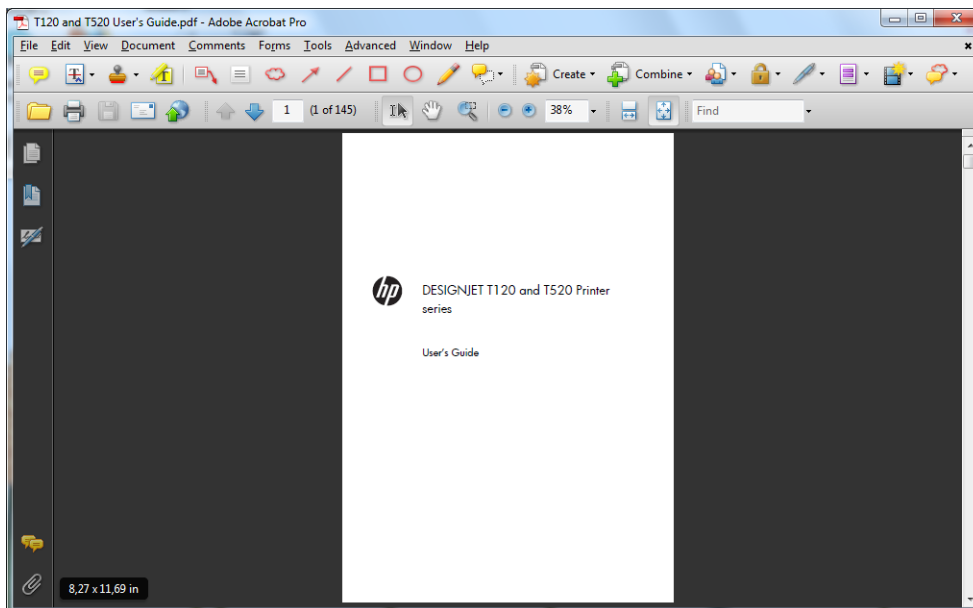 T120 and T520 User's Guide.pdf - Adobe Acrobat Pro
File Edit View Document Comments Forms Tools Advanced Window Help
Create Combine
1 (1 of 145) 38% Find
hp
DESIGNJET T120 and T520 Printer
series
User's Guide
8,27 x 11,69 in